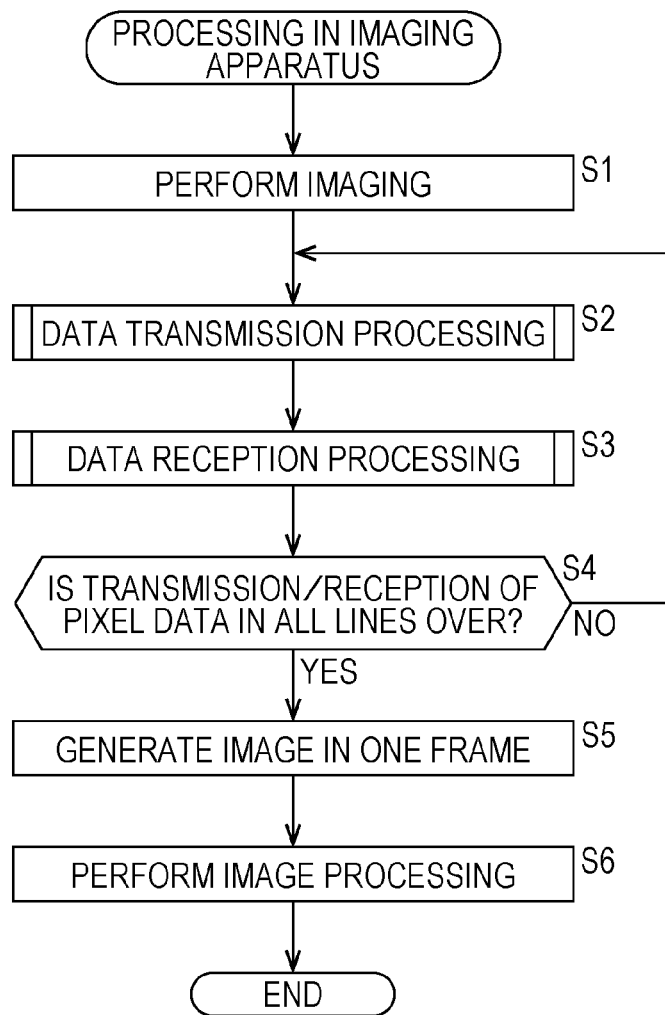 PROCESSING IN IMAGING
APPARATUS
PERFORM IMAGING
S1
DATA TRANSMISSION PROCESSING
S2
DATA RECEPTION PROCESSING
S3
IS TRANSMISSION/RECEPTION OF
PIXEL DATA IN ALL LINES OVER?
S4
NO
YES
GENERATE IMAGE IN ONE FRAME
S5
PERFORM IMAGE PROCESSING
S6
END